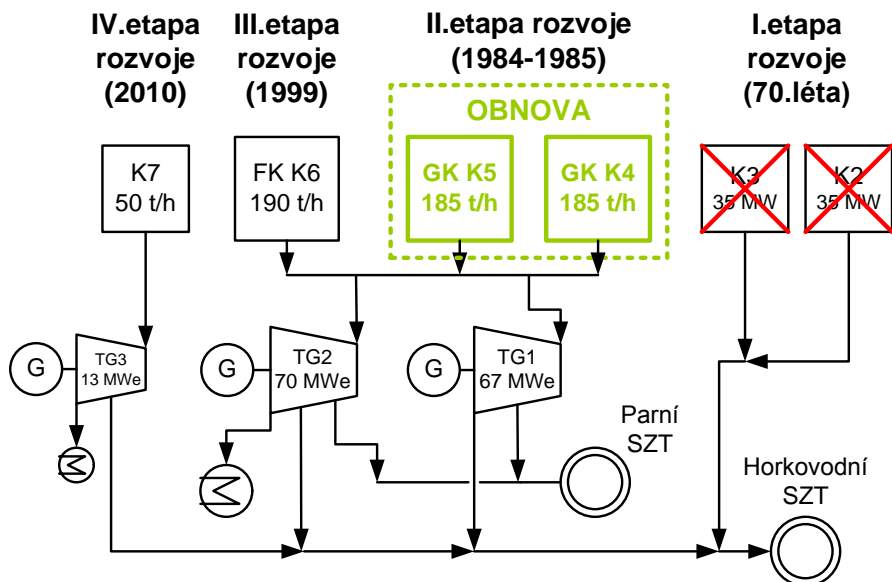 IV.etapa
rozvoje
(2010)
III.etapa
rozvoje
(1999)
II.etapa rozvoje
(1984-1985)
I.etapa
rozvoje
(70.léta)
OBNOVA
K7
50 t/h
FK K6
190 t/h
GK K5
185 t/h
GK K4
185 t/h
K3
35 MW
K2
35 MW
G
TG3
13 MWe
G
TG2
70 MWe
G
TG1
67 MWe
Parní
SZT
Horkovodní
SZT